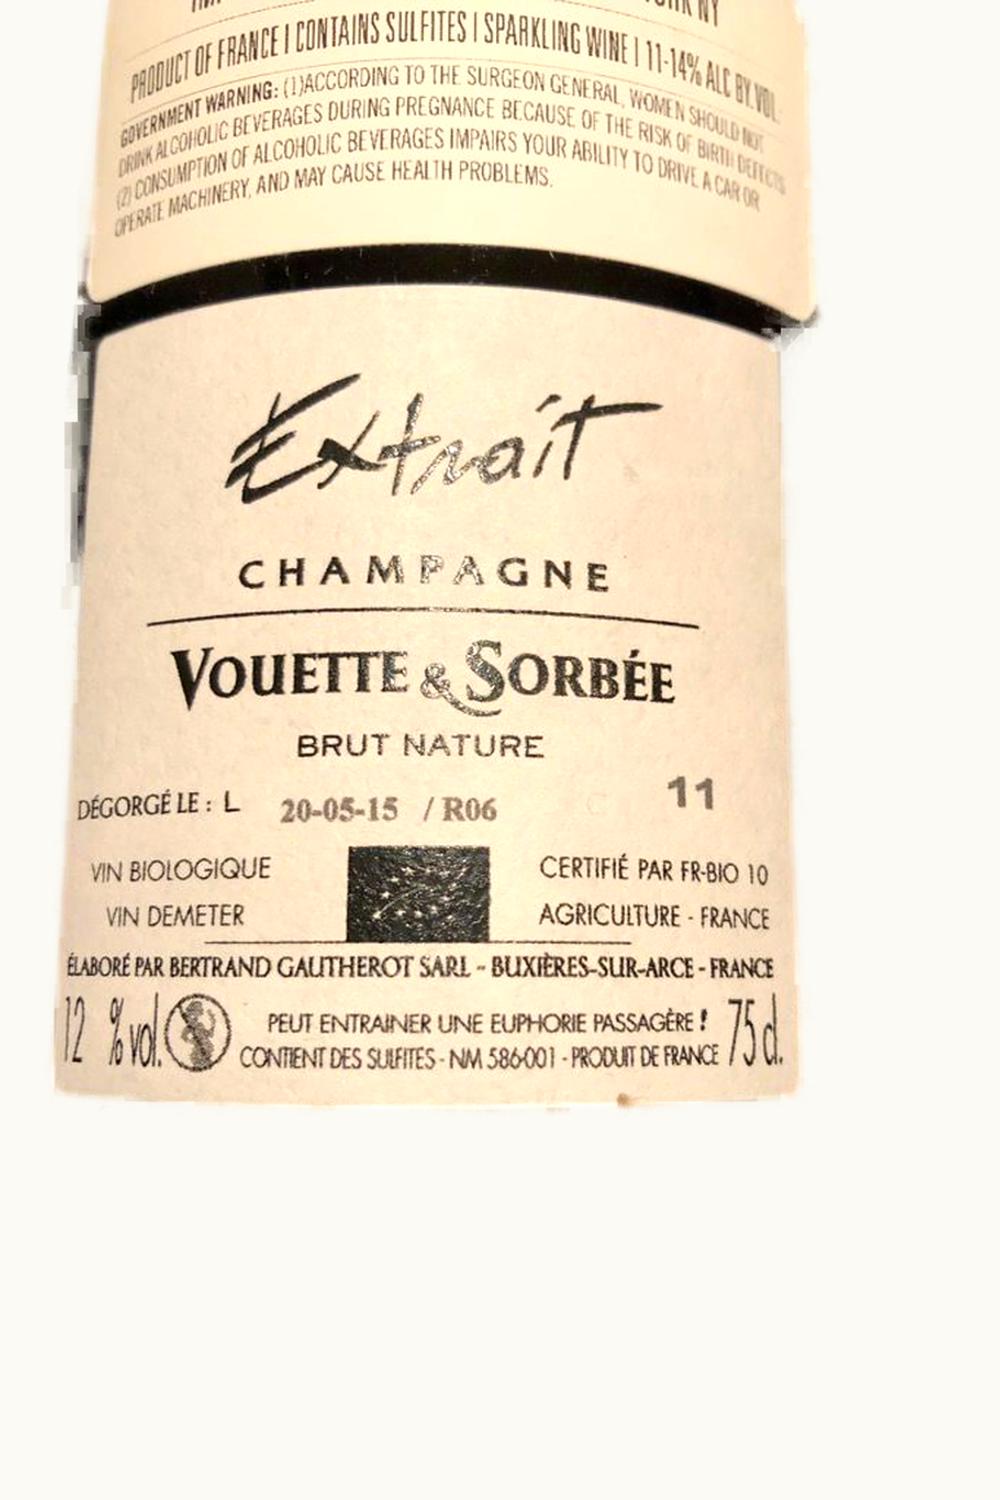 PRODUCT OF FRANCE | CONTAINS SULFITES | SPARKLING WINE | 11-14% ALC BY. VOL.
GOVERNMENT WARNING: (1)ACCORDING TO THE SURGEON GENERAL, WOMEN SHOULD NOT
DRINK ALCOHOLIC BEVERAGES DURING PREGNANCE BECAUSE OF THE RISK OF BIRTH DEFECTS
(2) CONSUMPTION OF ALCOHOLIC BEVERAGES IMPAIRS YOUR ABILITY TO DRIVE A CAR OR
OPERATE MACHINERY, AND MAY CAUSE HEALTH PROBLEMS.
Extrait
CHAMPAGNE
VOUETTE & SORBÉE
BRUT NATURE
DÉGORGÉ LE : L 20-05-15 / R06 11
VIN BIOLOGIQUE CERTIFIÉ PAR FR-BIO 10
VIN DEMETER AGRICULTURE - FRANCE
ÉLABORÉ PAR BERTRAND GAUTHEROT SARL - BUXIÈRES-SUR-ARCE - FRANCE
12 % vol. PEUT ENTRAINER UNE EUPHORIE PASSAGÈRE ! 75 cl.
CONTIENT DES SULFITES - NM 586-001 - PRODUIT DE FRANCE